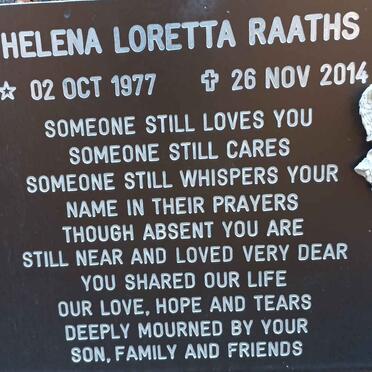 HELENA LORETTA RAATHS
☆ 02 OCT 1977 ✝ 26 NOV 2014
SOMEONE STILL LOVES YOU
SOMEONE STILL CARES
SOMEONE STILL WHISPERS YOUR
NAME IN THEIR PRAYERS
THOUGH ABSENT YOU ARE
STILL NEAR AND LOVED VERY DEAR
YOU SHARED OUR LIFE
OUR LOVE, HOPE AND TEARS
DEEPLY MOURNED BY YOUR
SON, FAMILY AND FRIENDS